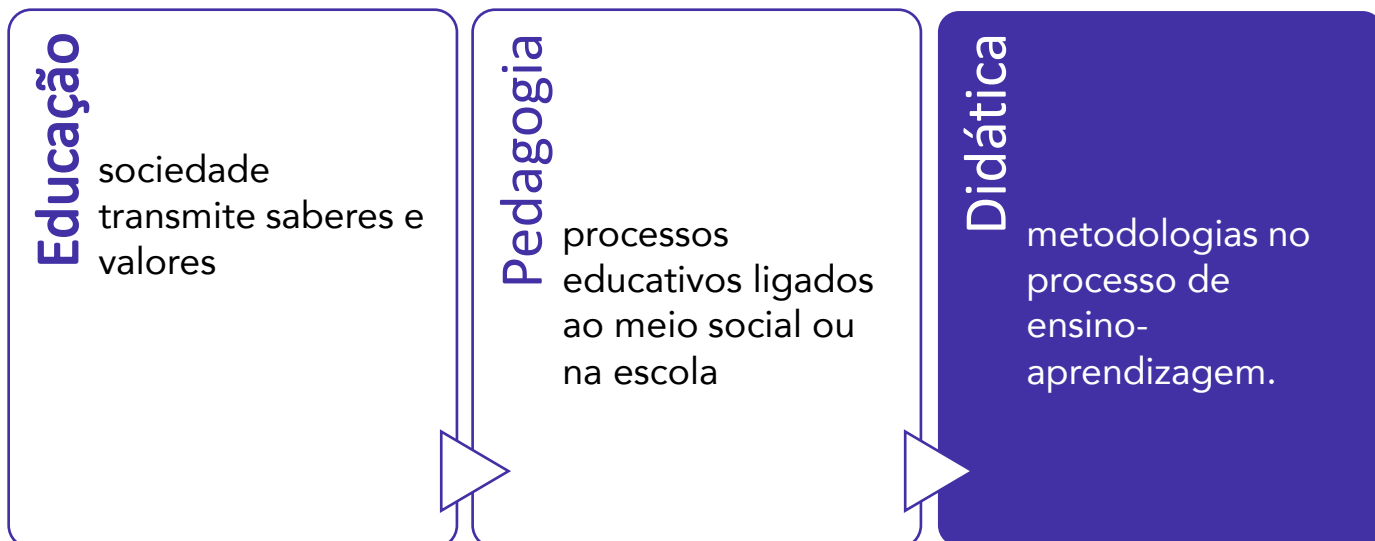 Educação
sociedade
transmite saberes e
valores
Pedagogia
processos
educativos ligados
ao meio social ou
na escola
Didática
metodologias no
processo de
ensino-
aprendizagem.